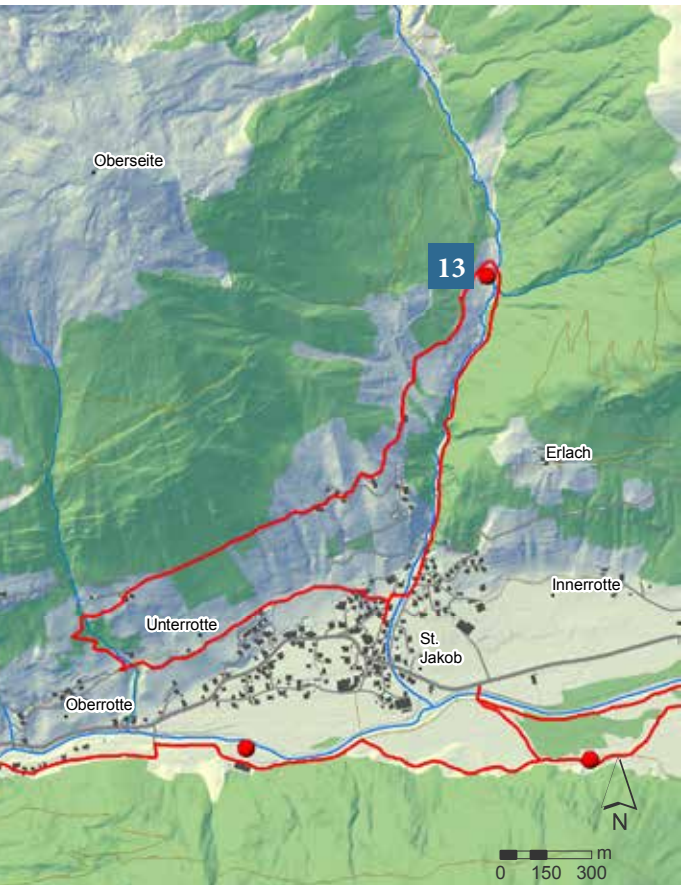 Oberseite
13
Erlach
Innerrotte
Unterrotte
St.
Jakob
Oberrotte
N
m
0 150 300